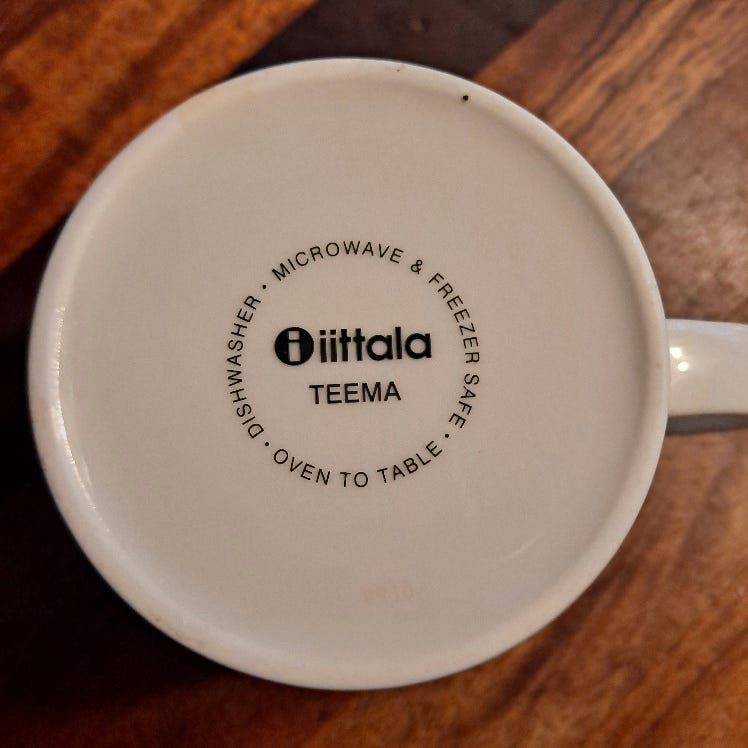 DISHWASHER · MICROWAVE & FREEZER SAFE · OVEN TO TABLE ·
i iittala
TEEMA